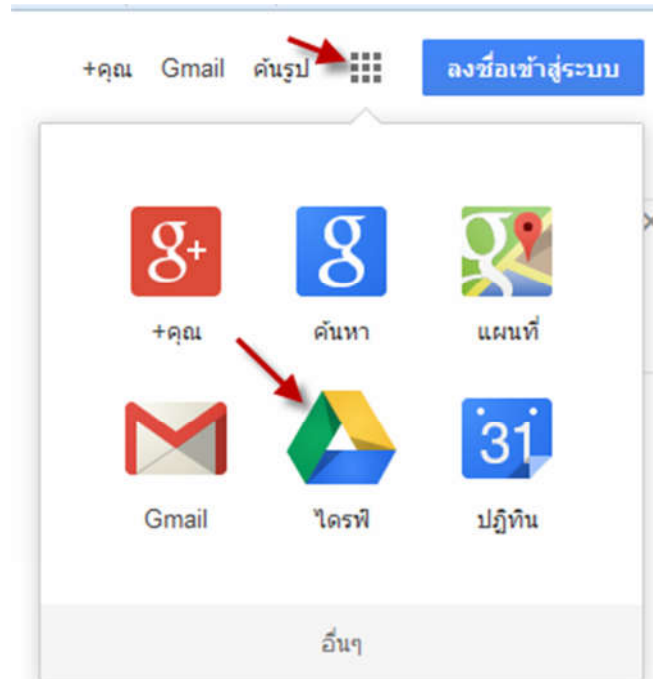 +คุณ Gmail ค้นรูป ลงชื่อเข้าสู่ระบบ
g+ g g
+คุณ ค้นหา แผนที่
31
Gmail ไดรฟ์ ปฏิทิน
อื่นๆ